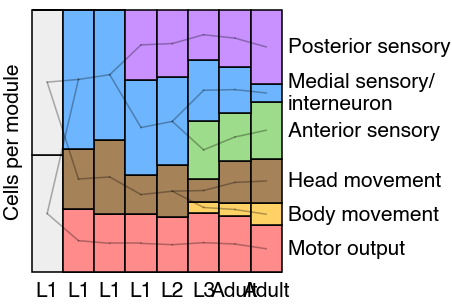 Cells per module
Posterior sensory
Medial sensory/
interneuron
Anterior sensory
Head movement
Body movement
Motor output
L1 L1 L1 L1 L2 L3 Adult Adult